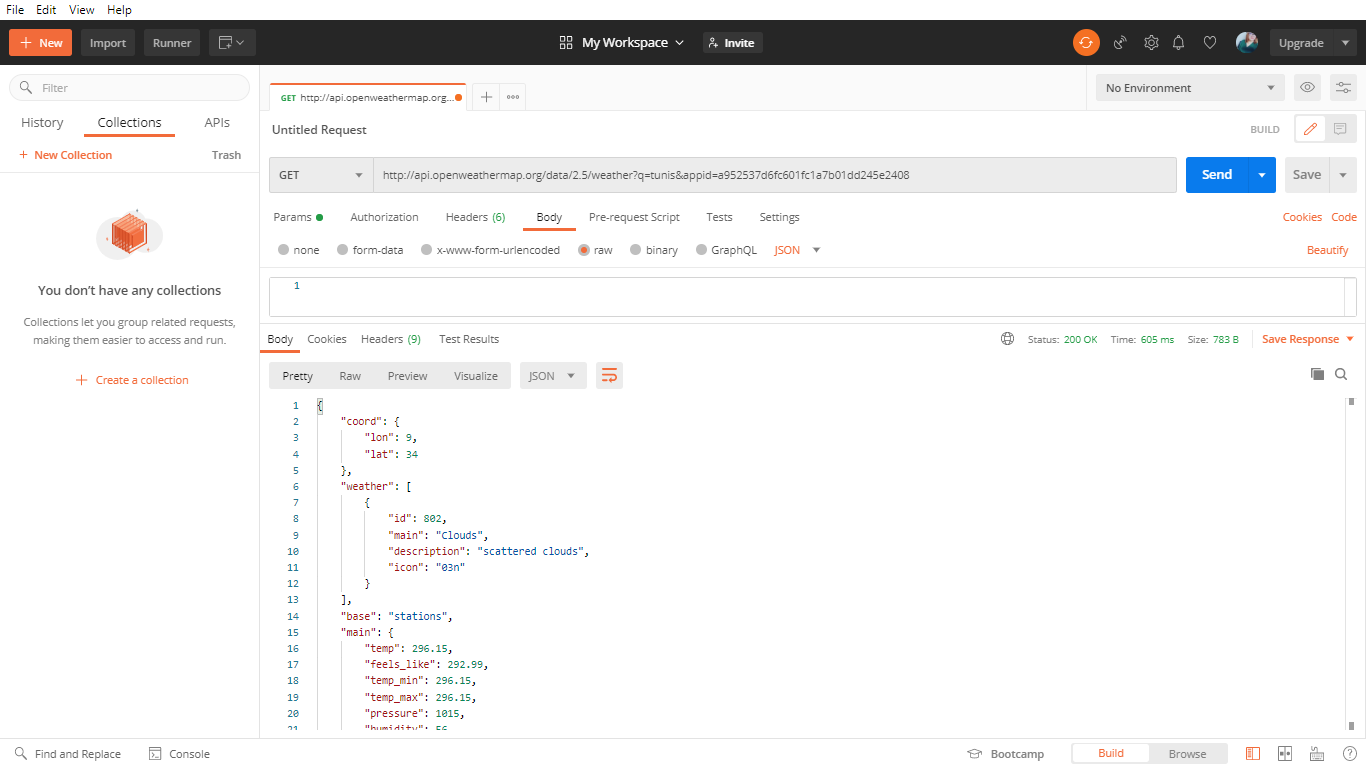 File Edit View Help
New Import Runner My Workspace Invite Upgrade
Filter
History Collections APIs
+ New Collection Trash
You don’t have any collections
Collections let you group related requests,
making them easier to access and run.
+ Create a collection
GET http://api.openweathermap.org... + ooo No Environment
Untitled Request BUILD
GET http://api.openweathermap.org/data/2.5/weather?q=tunis&appid=a952537d6fc601fc1a7b01dd245e2408 Send Save
Params Authorization Headers (6) Body Pre-request Script Tests Settings Cookies Code
none form-data x-www-form-urlencoded raw binary GraphQL JSON Beautify
1
Body Cookies Headers (9) Test Results Status: 200 OK Time: 605 ms Size: 783 B Save Response
Pretty Raw Preview Visualize JSON
1 {
2 "coord": {
3 "lon": 9,
4 "lat": 34
5 },
6 "weather": [
7 {
8 "id": 802,
9 "main": "Clouds",
10 "description": "scattered clouds",
11 "icon": "03n"
12 }
13 ],
14 "base": "stations",
15 "main": {
16 "temp": 296.15,
17 "feels_like": 292.99,
18 "temp_min": 296.15,
19 "temp_max": 296.15,
20 "pressure": 1015,
21 "humidity": 56
Find and Replace Console Bootcamp Build Browse